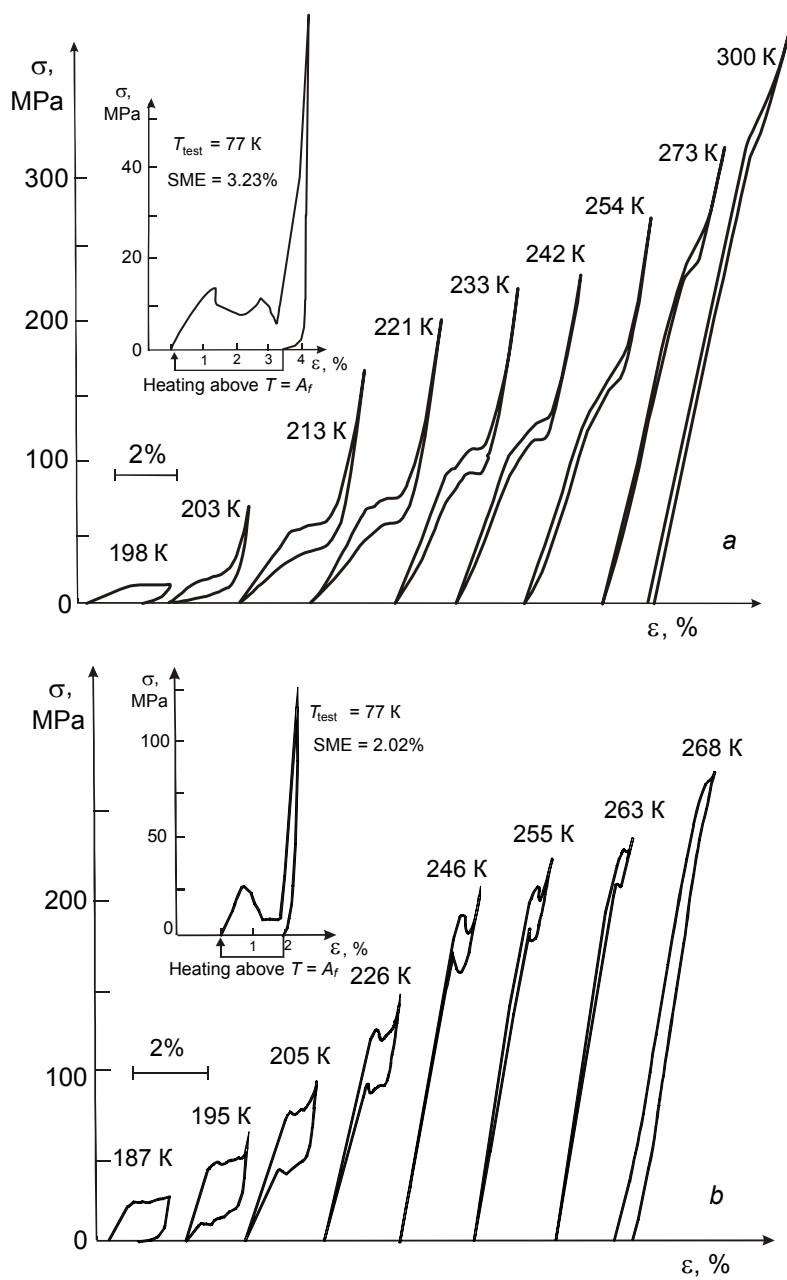 σ,
MPa
300
200
100
0
2%
198 К
203 К
213 К
221 К
233 К
242 К
254 К
273 К
300 К
a
ε, %
σ,
MPa
40
20
0
T_test = 77 К
SME = 3.23%
1 2 3 4 ε, %
Heating above T = A_f
σ,
MPa
200
100
0
2%
187 К
195 К
205 К
226 К
246 К
255 К
263 К
268 К
b
ε, %
σ,
MPa
100
50
0
T_test = 77 К
SME = 2.02%
1 2 ε, %
Heating above T = A_f